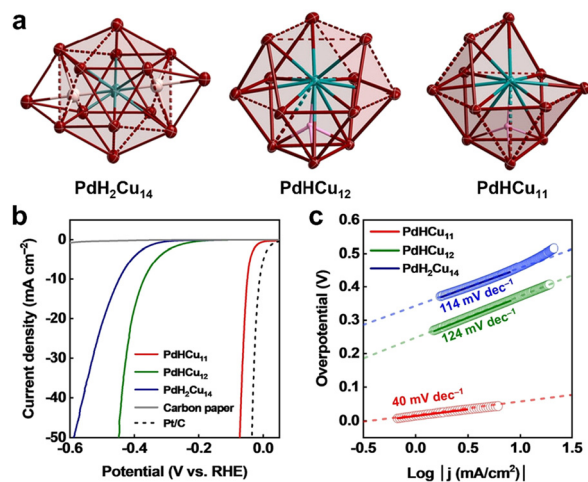 a
PdH₂Cu₁₄
PdHCu₁₂
PdHCu₁₁
b
Current density (mA cm⁻²)
0
-10
-20
-30
-40
-50
PdHCu₁₁
PdHCu₁₂
PdH₂Cu₁₄
Carbon paper
Pt/C
-0.6
-0.4
-0.2
0.0
Potential (V vs. RHE)
c
Overpotential (V)
0.6
0.5
0.4
0.3
0.2
0.1
0.0
PdHCu₁₁
PdHCu₁₂
PdH₂Cu₁₄
114 mV dec⁻¹
124 mV dec⁻¹
40 mV dec⁻¹
-0.5
0.0
0.5
1.0
1.5
Log |j (mA/cm²)|